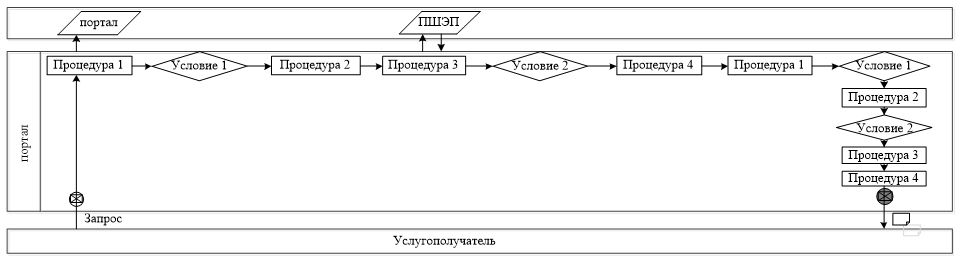 портал
ПШЭП
портал
Процедура 1
Условие 1
Процедура 2
Процедура 3
Условие 2
Процедура 4
Процедура 1
Условие 1
Процедура 2
Условие 2
Процедура 3
Процедура 4
Запрос
Услугополучатель